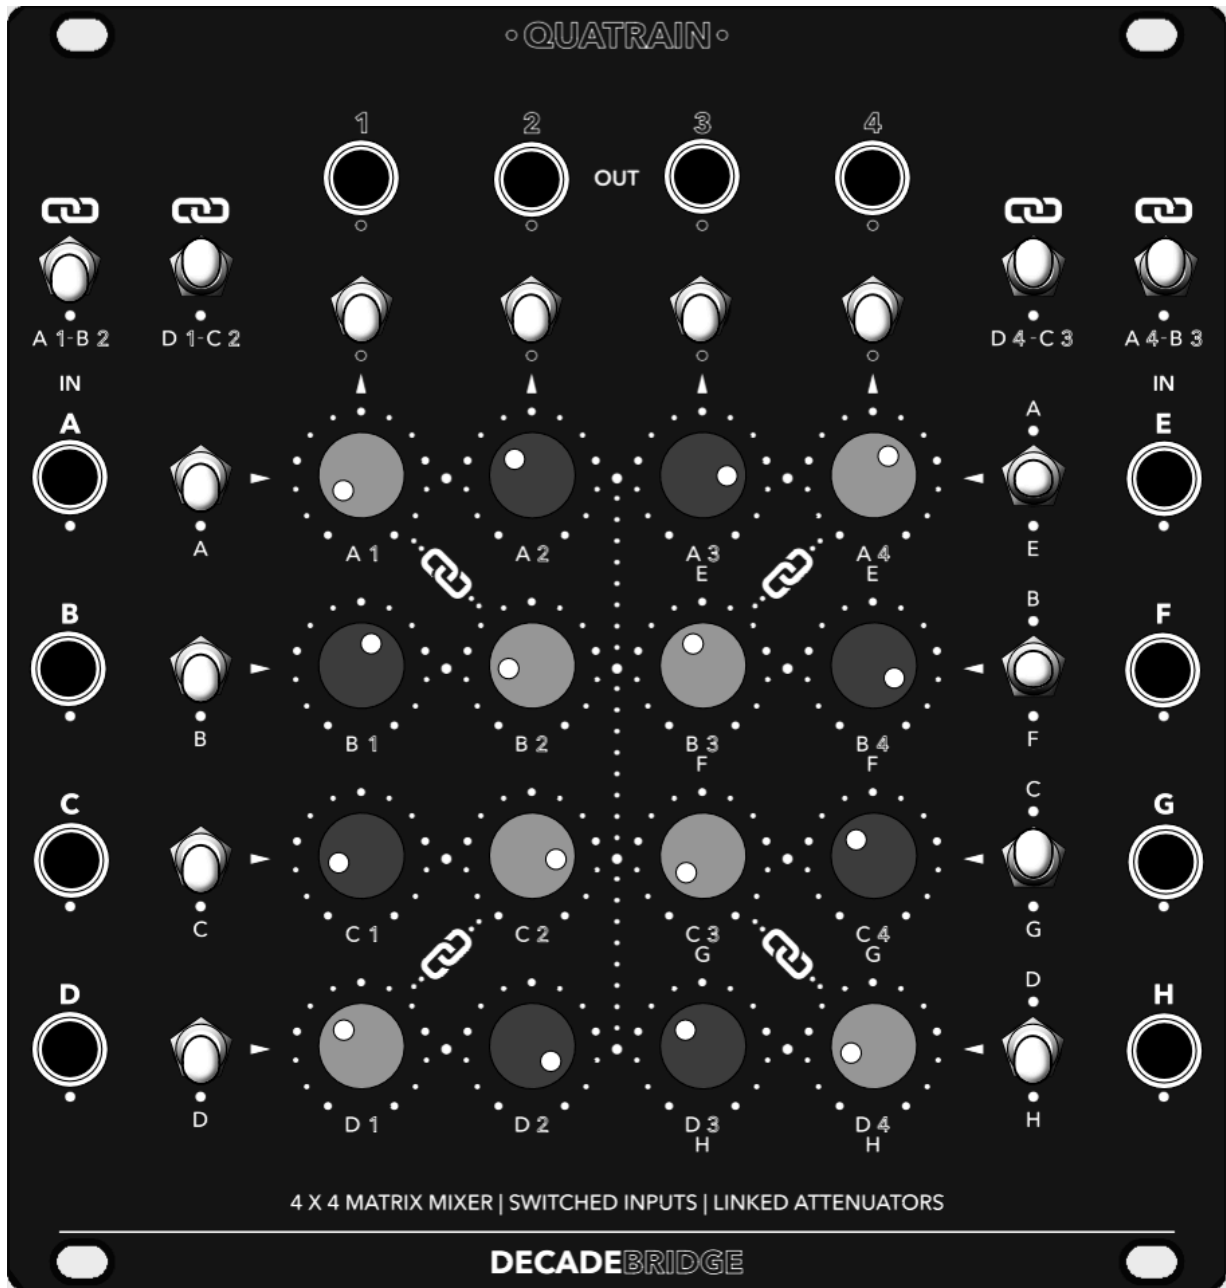 QUATRAIN
1 2 3 4
OUT
A 1-B 2 D 1-C 2 D 4-C 3 A 4-B 3
IN IN
A A E
A E
A 1 A 2 A 3 A 4
E E
B B F
B F
B 1 B 2 B 3 B 4
F F
C C G
C G
C 1 C 2 C 3 C 4
G G
D D H
D H
D 1 D 2 D 3 D 4
H H
4 X 4 MATRIX MIXER | SWITCHED INPUTS | LINKED ATTENUATORS
DECADEBRIDGE